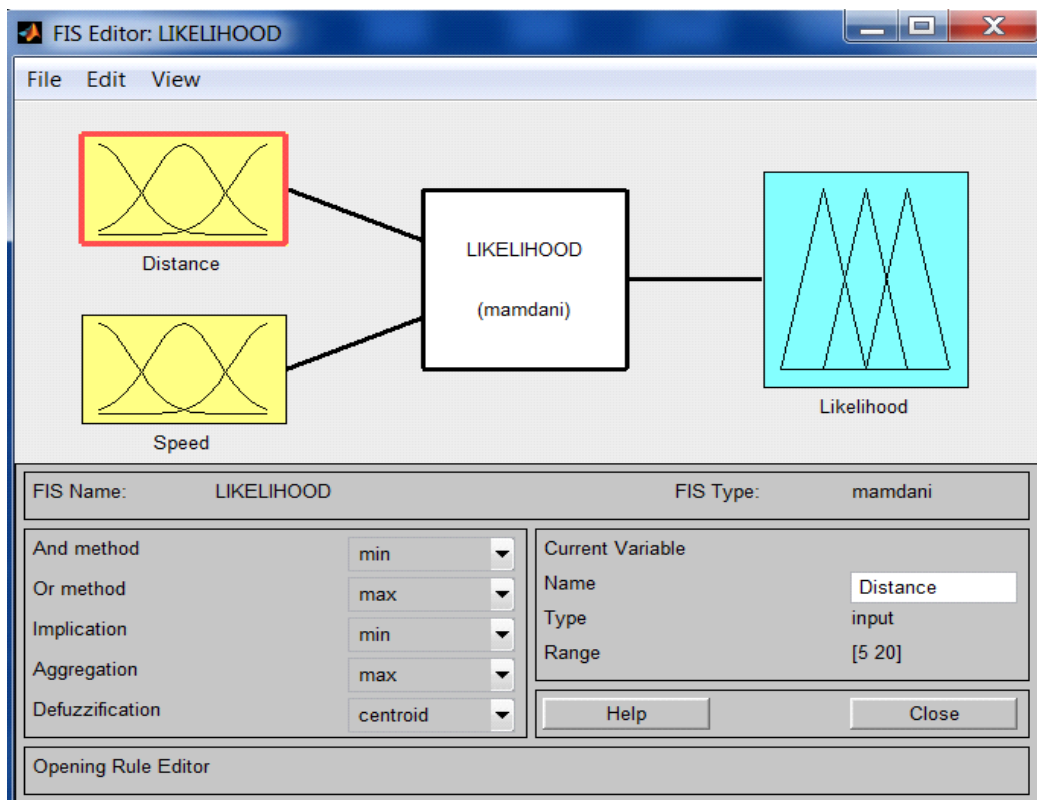 FIS Editor: LIKELIHOOD
File Edit View
Distance
Speed
LIKELIHOOD
(mamdani)
Likelihood
FIS Name: LIKELIHOOD FIS Type: mamdani
And method min
Or method max
Implication min
Aggregation max
Defuzzification centroid
Current Variable
Name Distance
Type input
Range [5 20]
Help Close
Opening Rule Editor